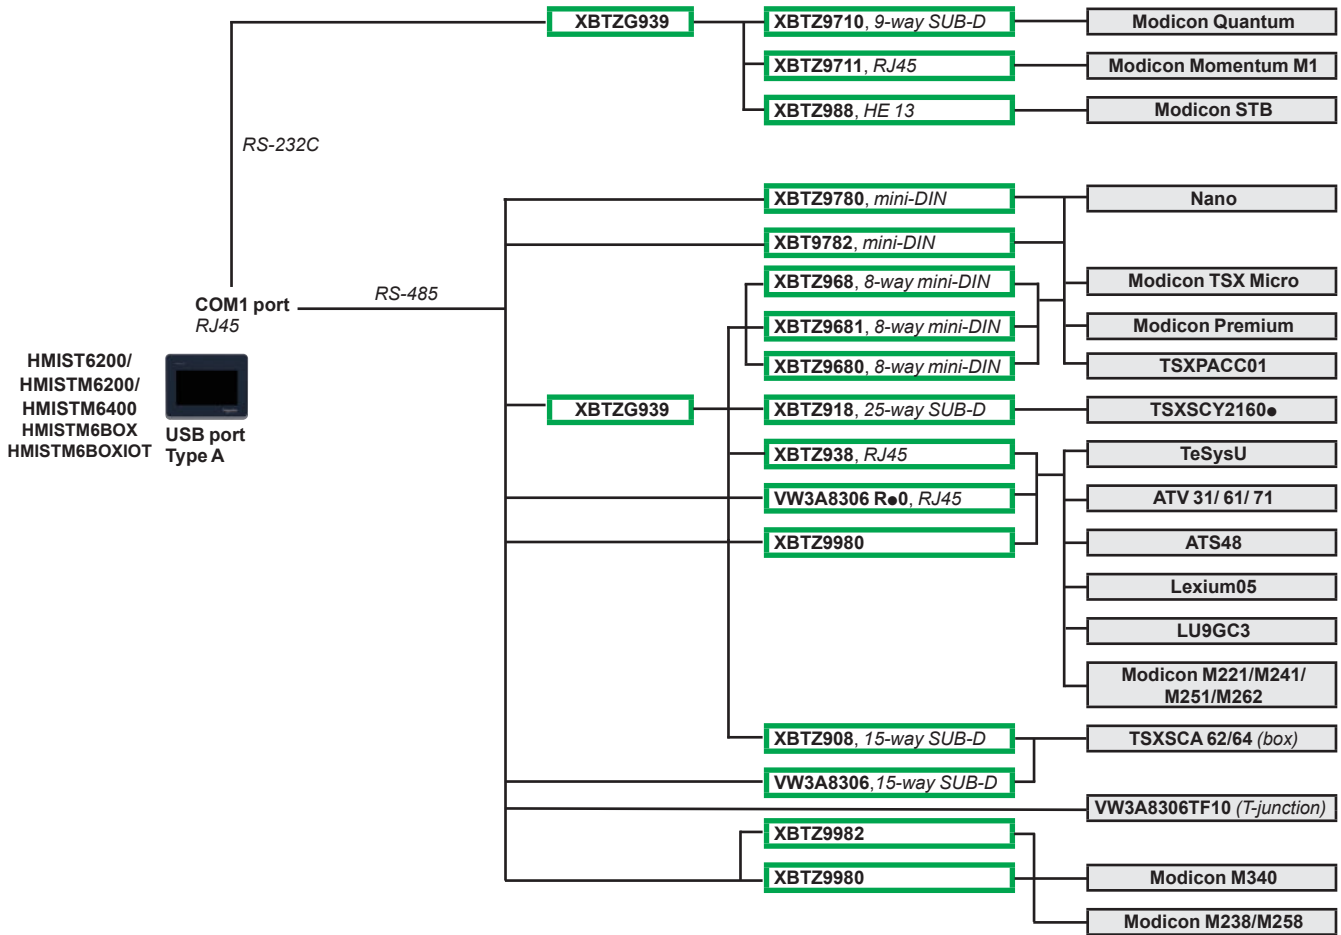 XBTZG939
XBTZ9710, 9-way SUB-D
Modicon Quantum
XBTZ9711, RJ45
Modicon Momentum M1
XBTZ988, HE 13
Modicon STB
RS-232C
XBTZ9780, mini-DIN
Nano
XBT9782, mini-DIN
XBTZ968, 8-way mini-DIN
Modicon TSX Micro
RS-485
COM1 port
RJ45
XBTZ9681, 8-way mini-DIN
Modicon Premium
XBTZ9680, 8-way mini-DIN
TSXPACC01
HMIST6200/
HMISTM6200/
HMISTM6400
HMISTM6BOX
HMISTM6BOXIOT
USB port
Type A
XBTZG939
XBTZ918, 25-way SUB-D
TSXSCY2160●
XBTZ938, RJ45
TeSysU
VW3A8306 R●0, RJ45
ATV 31/ 61/ 71
XBTZ9980
ATS48
Lexium05
LU9GC3
Modicon M221/M241/
M251/M262
XBTZ908, 15-way SUB-D
TSXSCA 62/64 (box)
VW3A8306,15-way SUB-D
VW3A8306TF10 (T-junction)
XBTZ9982
XBTZ9980
Modicon M340
Modicon M238/M258